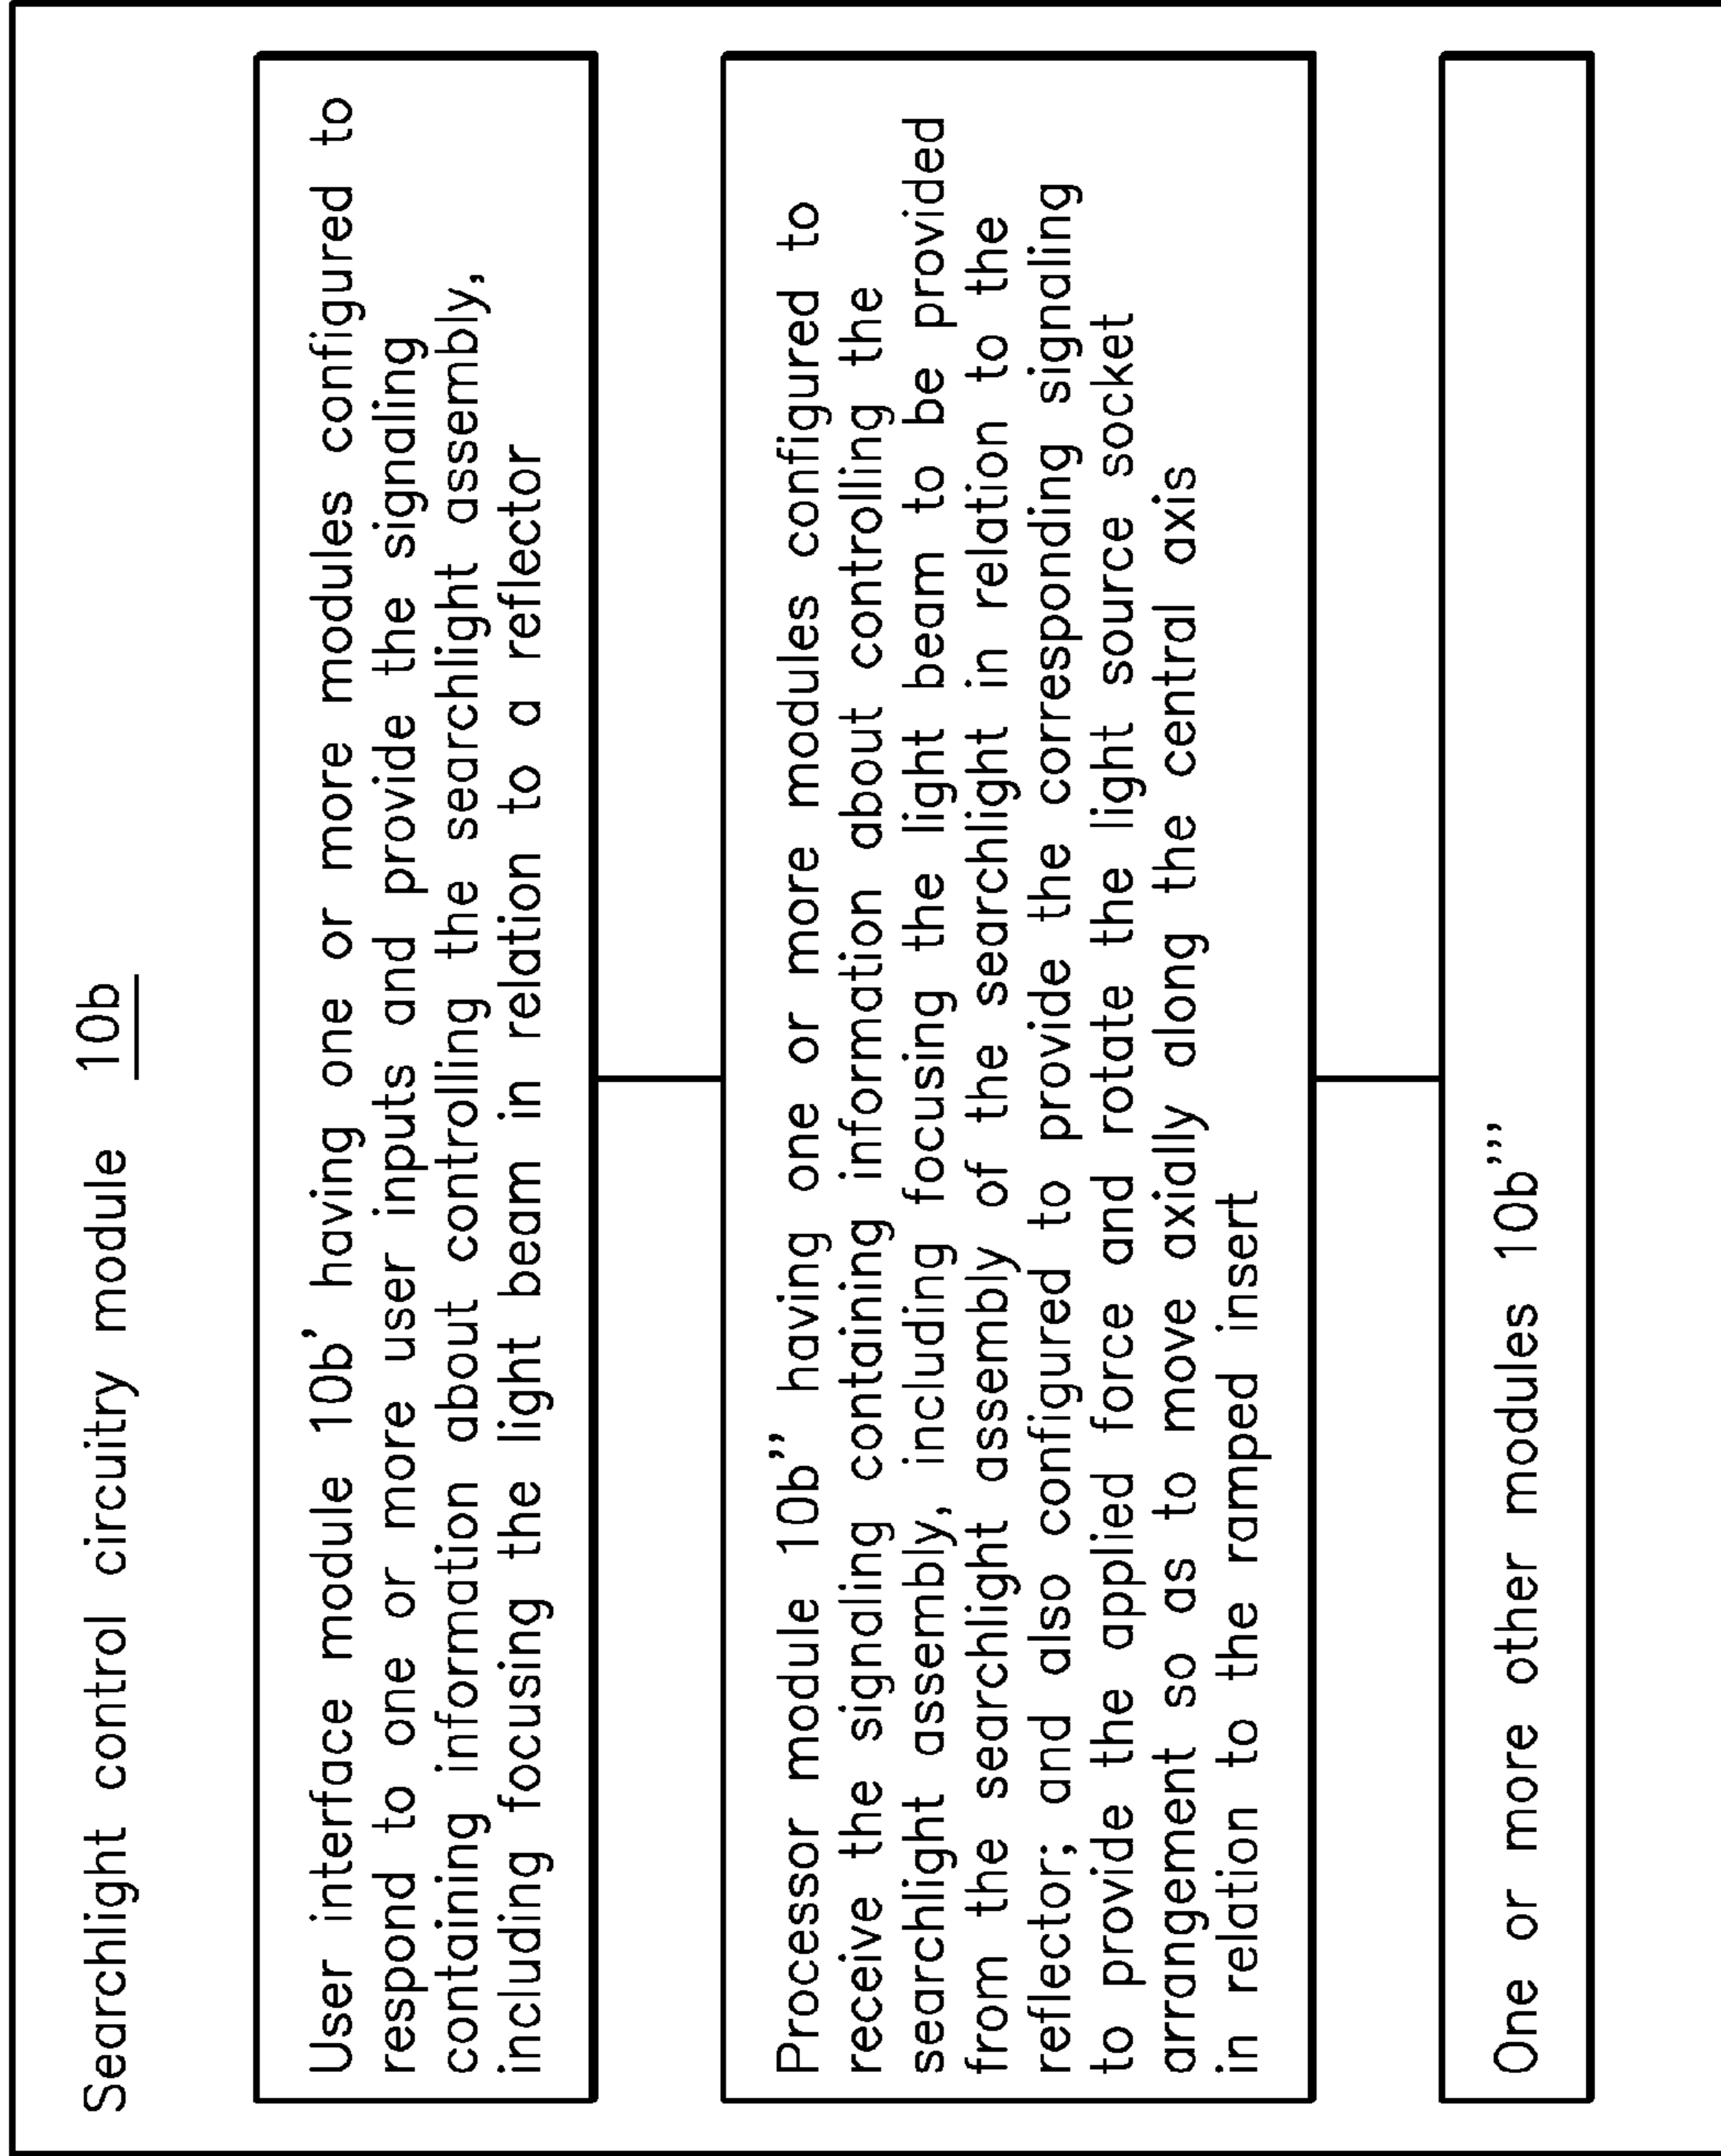 Searchlight control circuitry module 10b
User interface module 10b' having one or more modules configured to
respond to one or more user inputs and provide the signaling
containing information about controlling the searchlight assembly,
including focusing the light beam in relation to a reflector
Processor module 10b'' having one or more modules configured to
receive the signaling containing information about controlling the
searchlight assembly, including focusing the light beam to be provided
from the searchlight assembly of the searchlight in relation to the
reflector; and also configured to provide the corresponding signaling
to provide the applied force and rotate the light source socket
arrangement so as to move axially along the central axis
in relation to the ramped insert
One or more other modules 10b'''